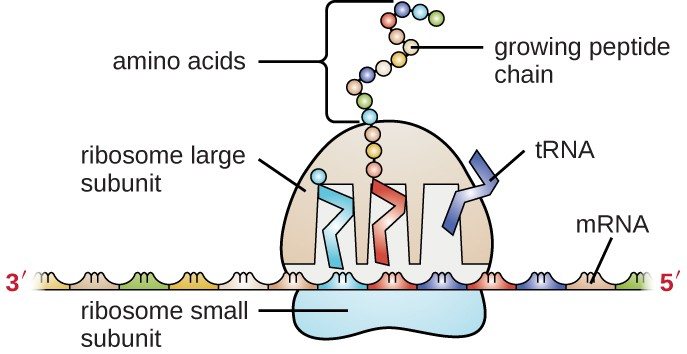 amino acids
growing peptide
chain
ribosome large
subunit
tRNA
mRNA
3′
5′
ribosome small
subunit